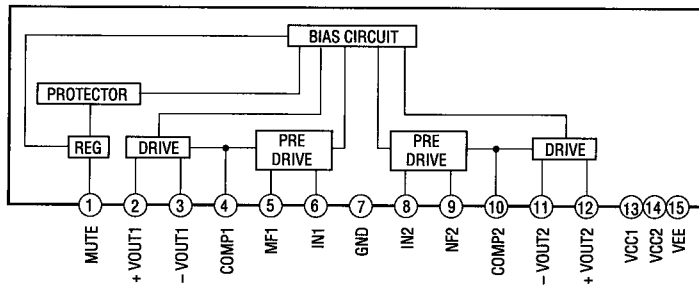 BIAS CIRCUIT
PROTECTOR
REG
DRIVE
PRE
DRIVE
PRE
DRIVE
DRIVE
1
2
3
4
5
6
7
8
9
10
11
12
13
14
15
MUTE
+ VOUT1
- VOUT1
COMP1
MF1
IN1
GND
IN2
NF2
COMP2
- VOUT2
+ VOUT2
VCC1
VCC2
VEE